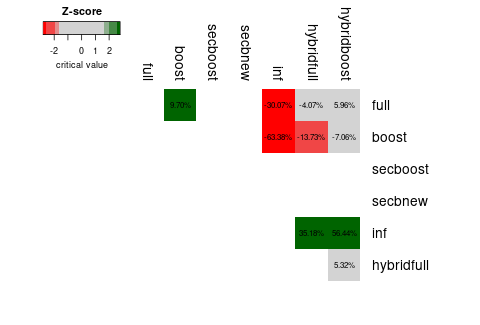 Z-score
-2 0 1 2
critical value
full
boost
secboost
secbnew
inf
hybridfull
hybridboost
9.70% -30.07% -4.07% 5.96% full
-63.38% -13.73% -7.06% boost
secboost
secbnew
35.18% 56.44% inf
5.32% hybridfull